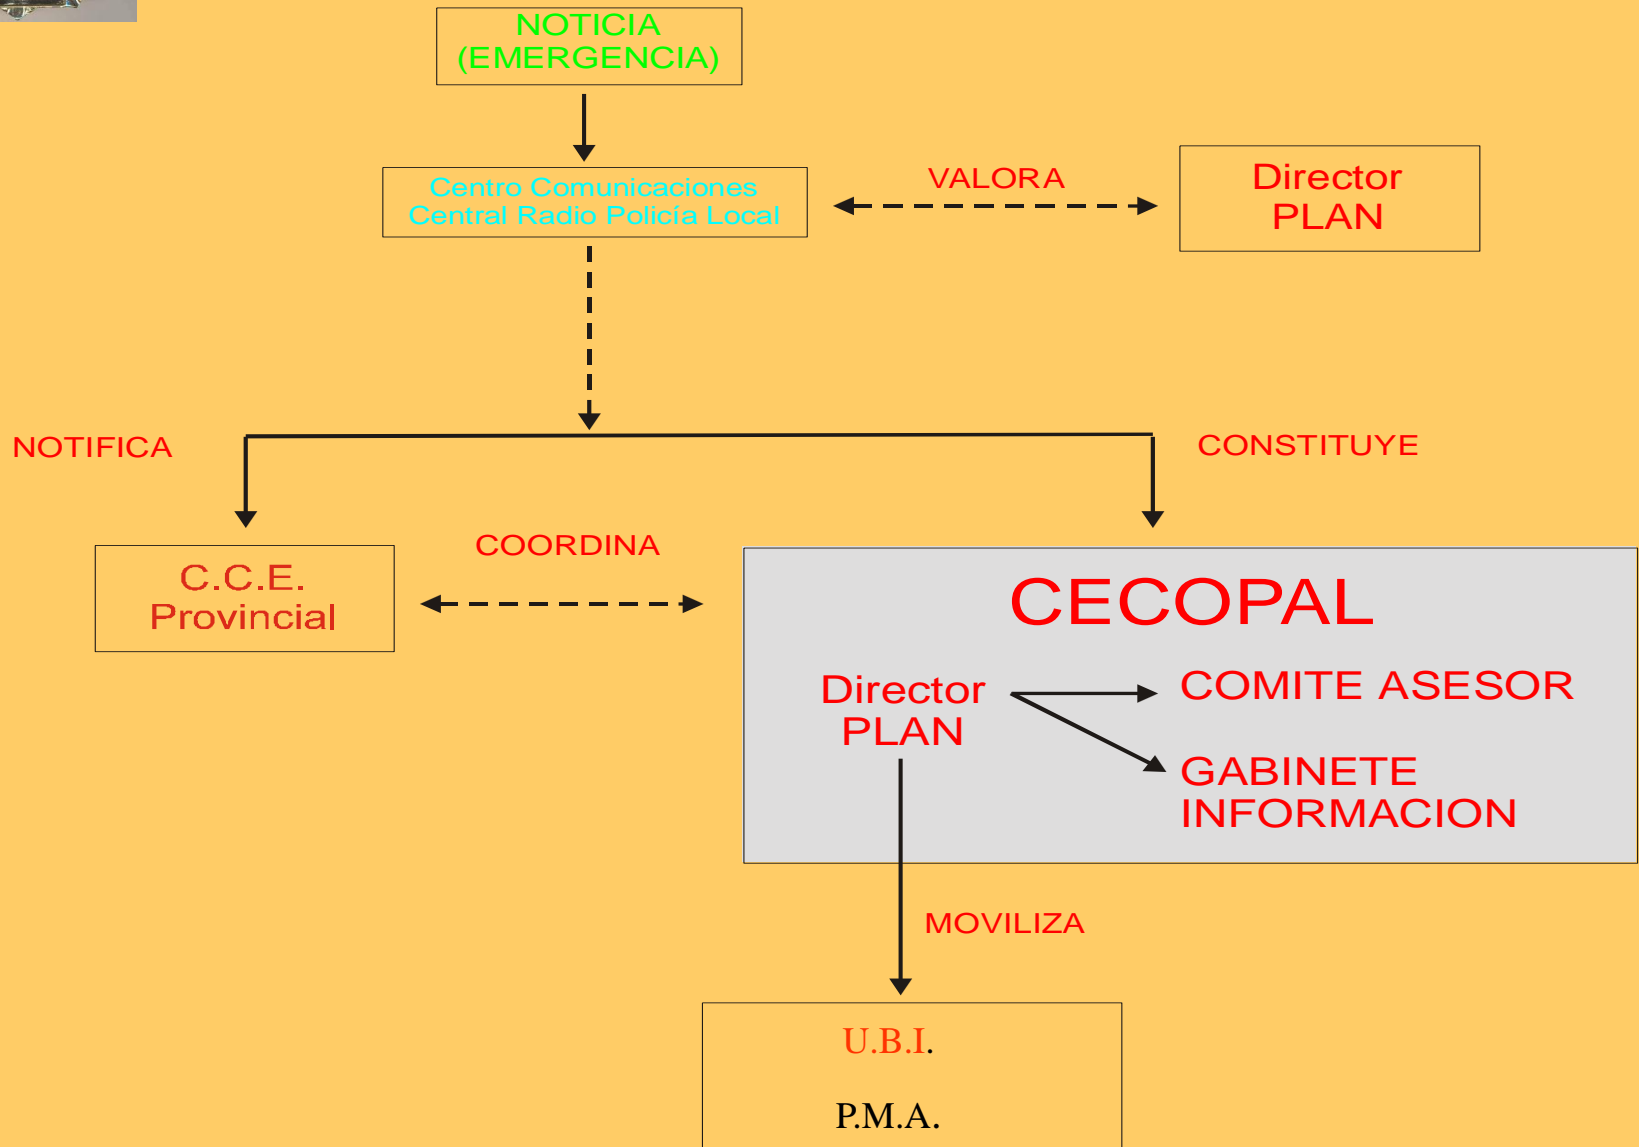 NOTICIA
(EMERGENCIA)
Centro Comunicaciones
Central Radio Policía Local
VALORA
Director
PLAN
NOTIFICA
CONSTITUYE
C.C.E.
Provincial
COORDINA
CECOPAL
Director
PLAN
COMITE ASESOR
GABINETE
INFORMACION
MOVILIZA
U.B.I.
P.M.A.